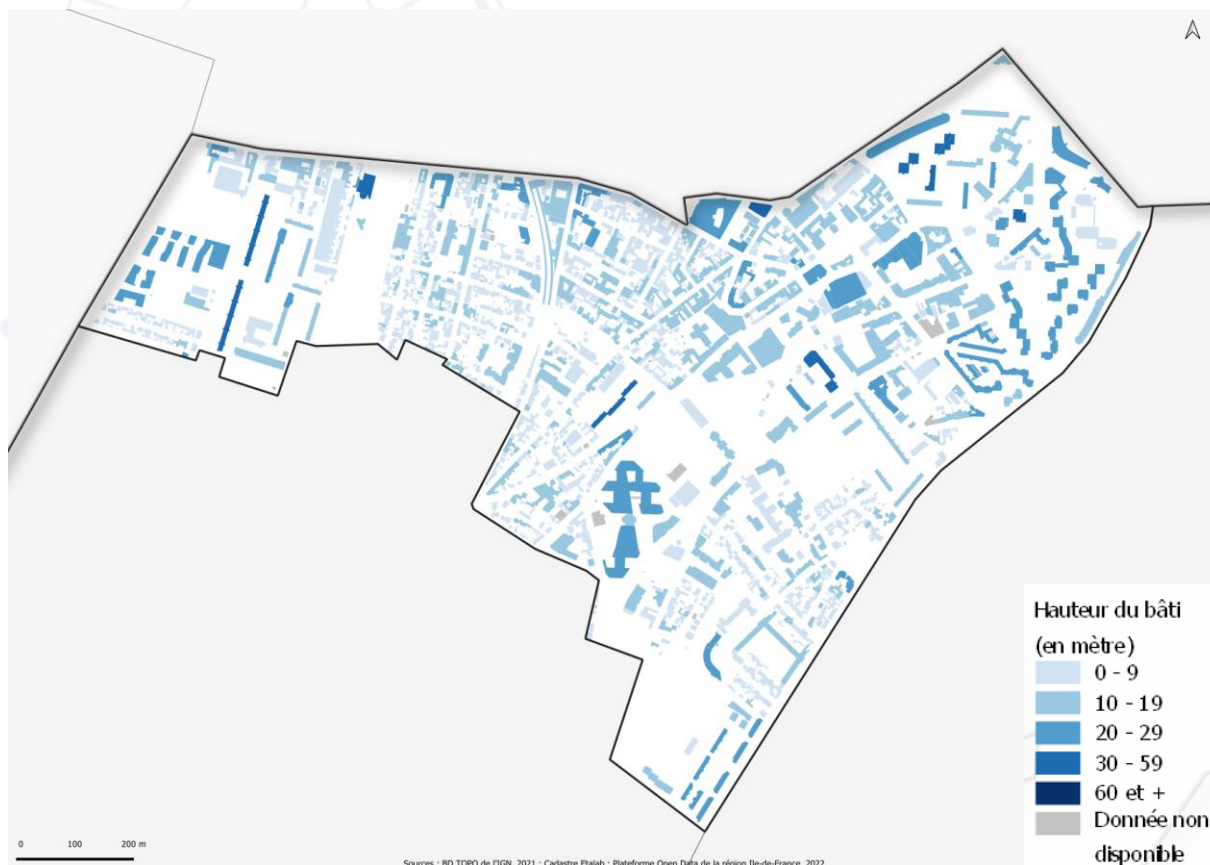 Hauteur du bâti
(en mètre)
0 - 9
10 - 19
20 - 29
30 - 59
60 et +
Donnée non
disponible
0 100 200 m
Sources : BD TOPO de l'IGN, 2021 ; Cadastre Etalab ; Plateforme Open Data de la région Ile-de-France, 2022